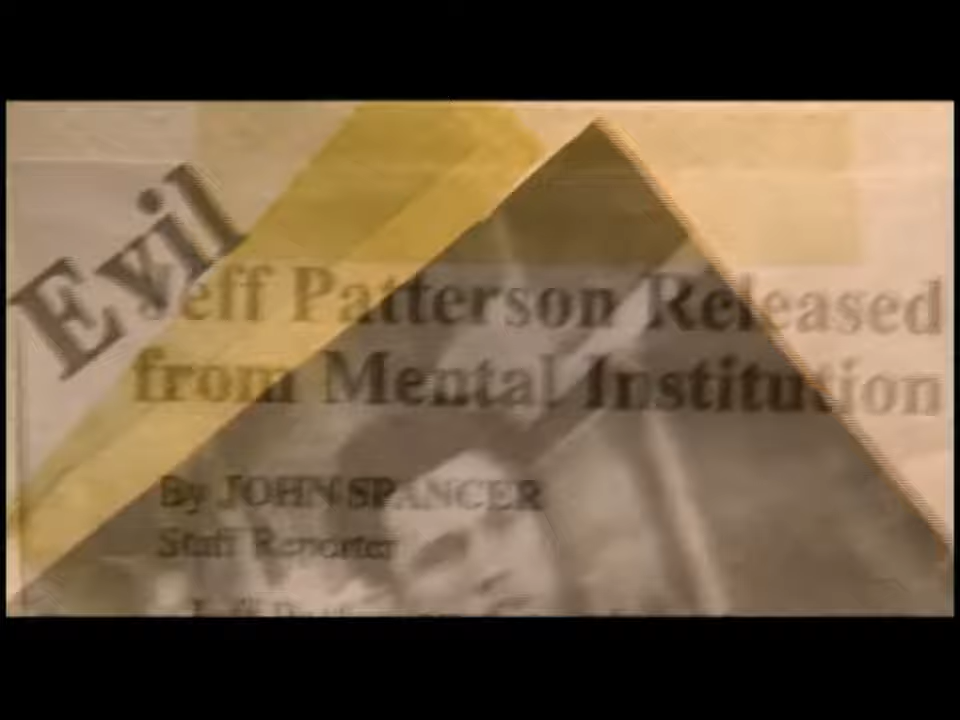 Evil
Jeff Patterson Released
from Mental Institution
By JOHN SPANCER
Staff Reporter